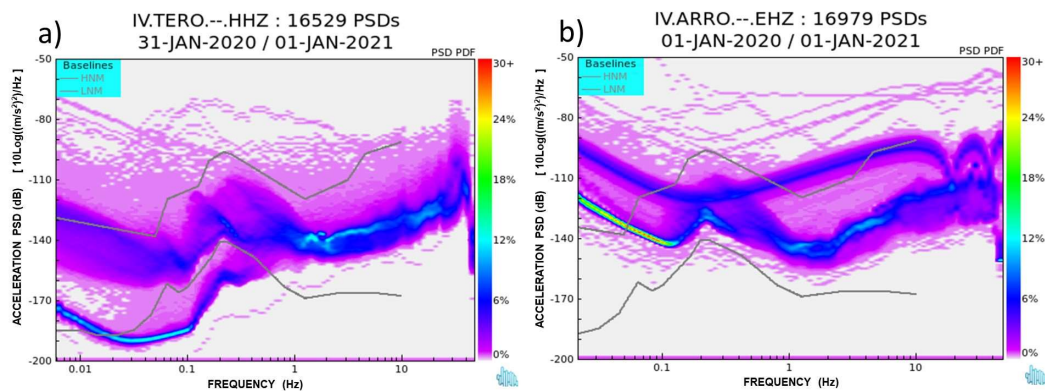 a)
IV.TERO.--.HHZ : 16529 PSDs
31-JAN-2020 / 01-JAN-2021
PSD PDF
Baselines
HNM
LNM
-50
-80
-110
-140
-170
-200
ACCELERATION PSD (dB) [ 10Log((m/s²)²)/Hz ]
0.01
0.1
1
10
FREQUENCY (Hz)
30+
24%
18%
12%
6%
0%
b)
IV.ARRO.--.EHZ : 16979 PSDs
01-JAN-2020 / 01-JAN-2021
PSD PDF
Baselines
HNM
LNM
-50
-80
-110
-140
-170
-200
ACCELERATION PSD (dB) [ 10Log((m/s²)²)/Hz ]
0.1
1
10
FREQUENCY (Hz)
30+
24%
18%
12%
6%
0%